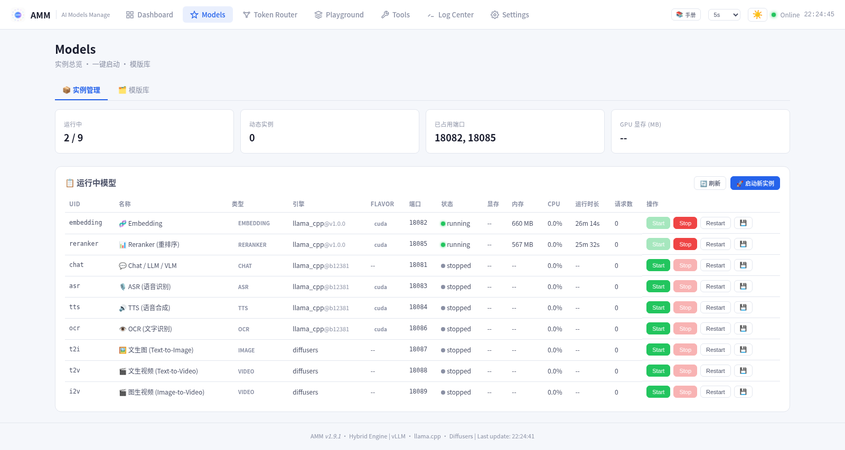 AMM AI Models Manage Dashboard Models Token Router Playground Tools Log Center Settings 手册 5s Online 22:24:45
Models
实例总览 • 一键启动 • 模版库
实例管理 模版库
运行中 动态实例 已占用端口 GPU 显存 (MB)
2 / 9 0 18082, 18085 --
运行中模型 刷新 启动新实例
UID 名称 类型 引擎 FLAVOR 端口 状态 显存 内存 CPU 运行时长 请求数 操作
embedding Embedding EMBEDDING llama_cpp@v1.0.0 cuda 18082 running -- 660 MB 0.0% 26m 14s 0 Start Stop Restart
reranker Reranker (重排序) RERANKER llama_cpp@v1.0.0 cuda 18085 running -- 567 MB 0.0% 25m 32s 0 Start Stop Restart
chat Chat / LLM / VLM CHAT llama_cpp@b12381 -- 18081 stopped -- -- 0.0% -- 0 Start Stop Restart
asr ASR (语音识别) ASR llama_cpp@b12381 cuda 18083 stopped -- -- 0.0% -- 0 Start Stop Restart
tts TTS (语音合成) TTS llama_cpp@b12381 cuda 18084 stopped -- -- 0.0% -- 0 Start Stop Restart
ocr OCR (文字识别) OCR llama_cpp@b12381 cuda 18086 stopped -- -- 0.0% -- 0 Start Stop Restart
t2i 文生图 (Text-to-Image) IMAGE diffusers -- 18087 stopped -- -- 0.0% -- 0 Start Stop Restart
t2v 文生视频 (Text-to-Video) VIDEO diffusers -- 18088 stopped -- -- 0.0% -- 0 Start Stop Restart
i2v 图生视频 (Image-to-Video) VIDEO diffusers -- 18089 stopped -- -- 0.0% -- 0 Start Stop Restart
AMM v3.9.1 • Hybrid Engine | vLLM • llama.cpp • Diffusers | Last update: 22:24:41